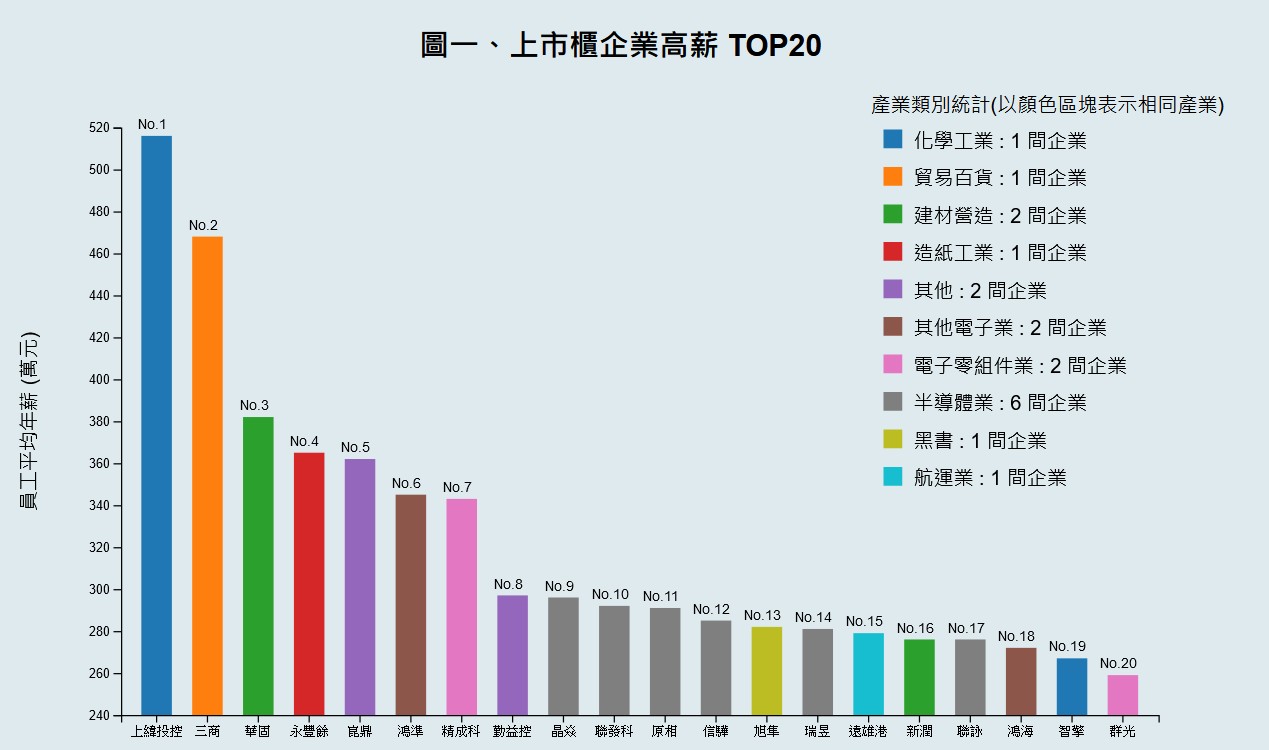 圖一、上市櫃企業高薪 TOP20
產業類別統計(以顏色區塊表示相同產業)
化學工業 : 1 間企業
貿易百貨 : 1 間企業
建材營造 : 2 間企業
造紙工業 : 1 間企業
其他 : 2 間企業
其他電子業 : 2 間企業
電子零組件業 : 2 間企業
半導體業 : 6 間企業
黑書 : 1 間企業
航運業 : 1 間企業
員工平均年薪 (萬元)
520
500
480
460
440
420
400
380
360
340
320
300
280
260
240
No.1
No.2
No.3
No.4
No.5
No.6
No.7
No.8
No.9
No.10
No.11
No.12
No.13
No.14
No.15
No.16
No.17
No.18
No.19
No.20
上緯投控
三商
華固
永豐餘
崑鼎
鴻準
精成科
勤益控
晶焱
聯發科
原相
信驊
旭隼
瑞昱
遠雄港
新潤
聯詠
鴻海
智擎
群光